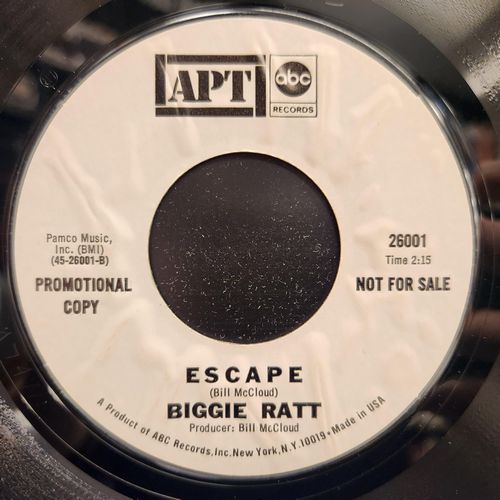 APT
abc
RECORDS
Pamco Music,
Inc. (BMI)
(45-26001-B)
PROMOTIONAL
COPY
26001
Time 2:15
NOT FOR SALE
ESCAPE
(Bill McCloud)
BIGGIE RATT
Producer: Bill McCloud
A Product of ABC Records, Inc. New York, N.Y. 10019 • Made in USA